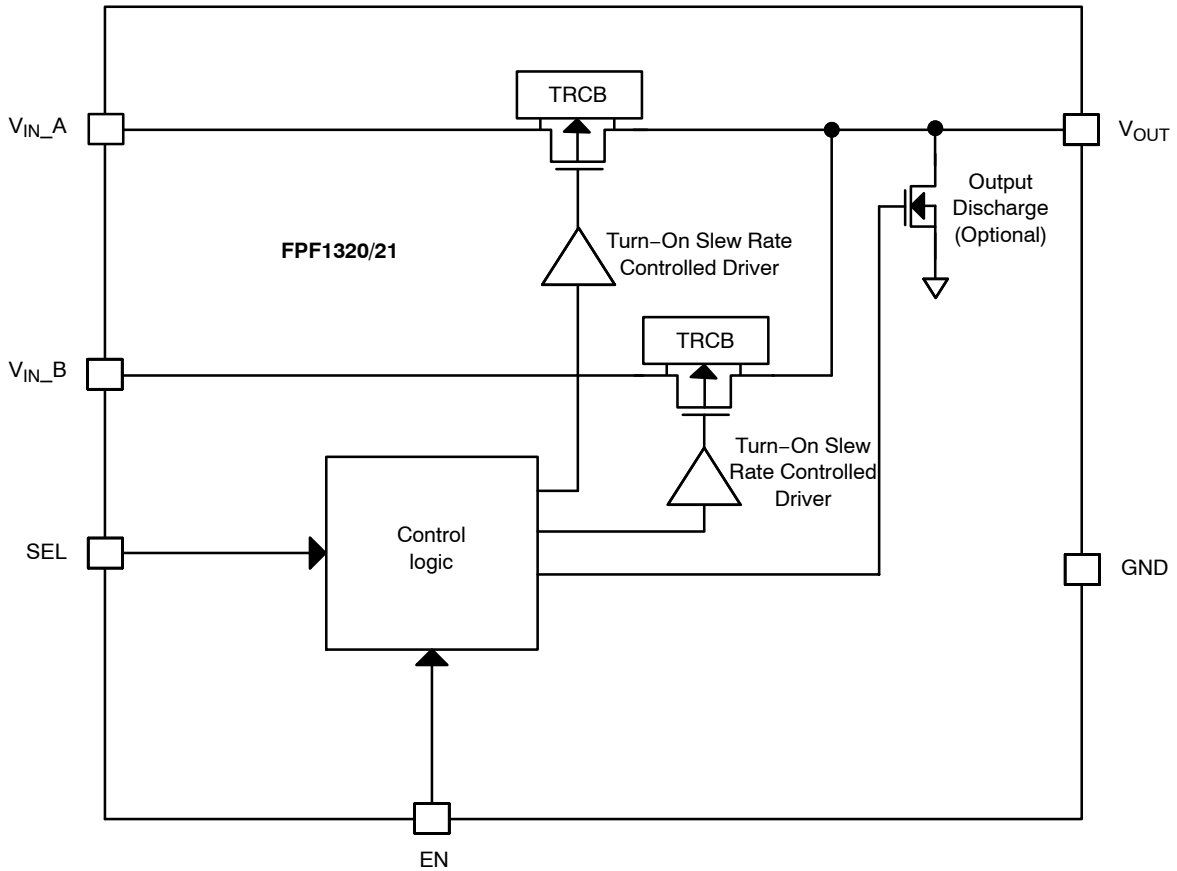 TRCB
V_IN_A
V_OUT
Output
Discharge
(Optional)
Turn−On Slew Rate
Controlled Driver
FPF1320/21
TRCB
V_IN_B
Turn−On Slew
Rate Controlled
Driver
Control
logic
SEL
GND
EN